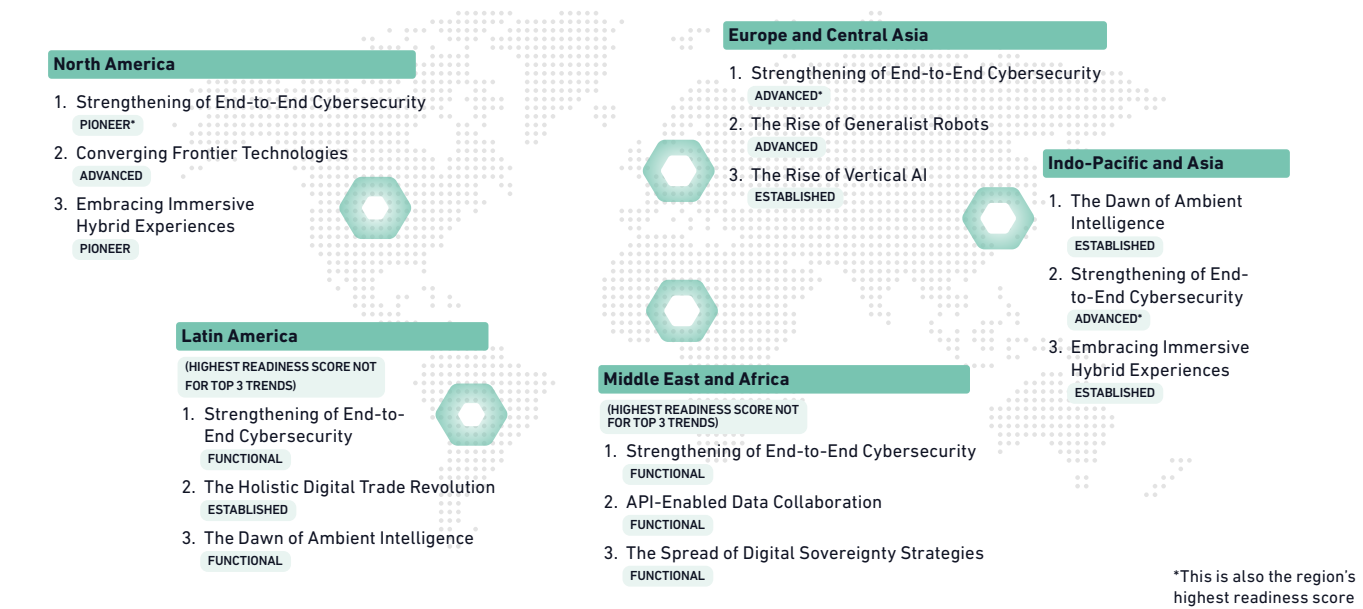 North America
1. Strengthening of End-to-End Cybersecurity
PIONEER*
2. Converging Frontier Technologies
ADVANCED
3. Embracing Immersive
Hybrid Experiences
PIONEER
Europe and Central Asia
1. Strengthening of End-to-End Cybersecurity
ADVANCED*
2. The Rise of Generalist Robots
ADVANCED
3. The Rise of Vertical AI
ESTABLISHED
Indo-Pacific and Asia
1. The Dawn of Ambient
Intelligence
ESTABLISHED
2. Strengthening of End-
to-End Cybersecurity
ADVANCED*
3. Embracing Immersive
Hybrid Experiences
ESTABLISHED
Latin America
(HIGHEST READINESS SCORE NOT
FOR TOP 3 TRENDS)
1. Strengthening of End-to-
End Cybersecurity
FUNCTIONAL
2. The Holistic Digital Trade Revolution
ESTABLISHED
3. The Dawn of Ambient Intelligence
FUNCTIONAL
Middle East and Africa
(HIGHEST READINESS SCORE NOT
FOR TOP 3 TRENDS)
1. Strengthening of End-to-End Cybersecurity
FUNCTIONAL
2. API-Enabled Data Collaboration
FUNCTIONAL
3. The Spread of Digital Sovereignty Strategies
FUNCTIONAL
*This is also the region's
highest readiness score